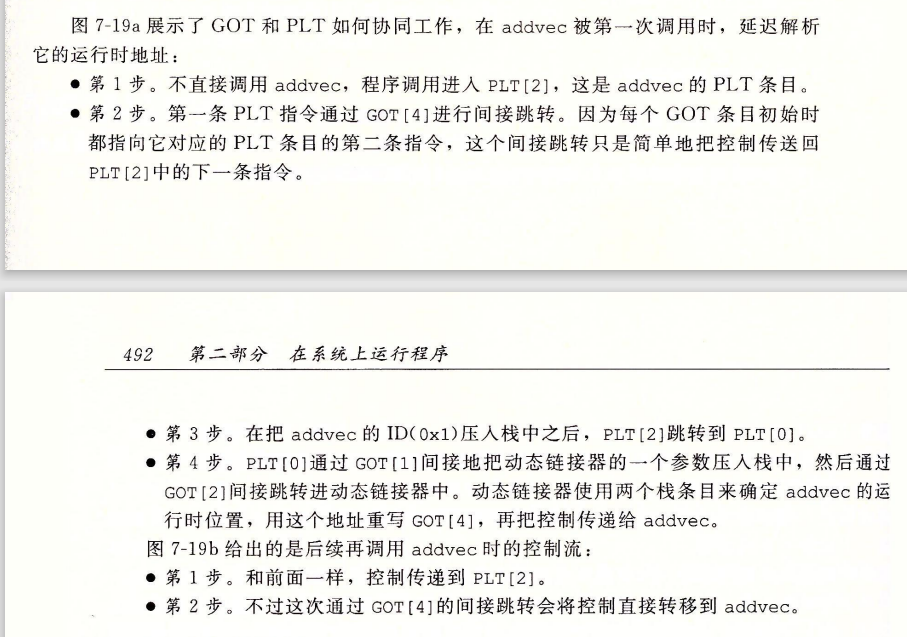 图 7-19a 展示了 GOT 和 PLT 如何协同工作，在 addvec 被第一次调用时，延迟解析
它的运行时地址：
● 第 1 步。不直接调用 addvec，程序调用进入 PLT[2]，这是 addvec 的 PLT 条目。
● 第 2 步。第一条 PLT 指令通过 GOT[4]进行间接跳转。因为每个 GOT 条目初始时
都指向它对应的 PLT 条目的第二条指令，这个间接跳转只是简单地把控制传送回
PLT[2]中的下一条指令。
492 第二部分 在系统上运行程序
● 第 3 步。在把 addvec 的 ID(0x1)压入栈中之后，PLT[2]跳转到 PLT[0]。
● 第 4 步。PLT[0]通过 GOT[1]间接地把动态链接器的一个参数压入栈中，然后通过
GOT[2]间接跳转进动态链接器中。动态链接器使用两个栈条目来确定 addvec 的运
行时位置，用这个地址重写 GOT[4]，再把控制传递给 addvec。
图 7-19b 给出的是后续再调用 addvec 时的控制流：
● 第 1 步。和前面一样，控制传递到 PLT[2]。
● 第 2 步。不过这次通过 GOT[4]的间接跳转会将控制直接转移到 addvec。